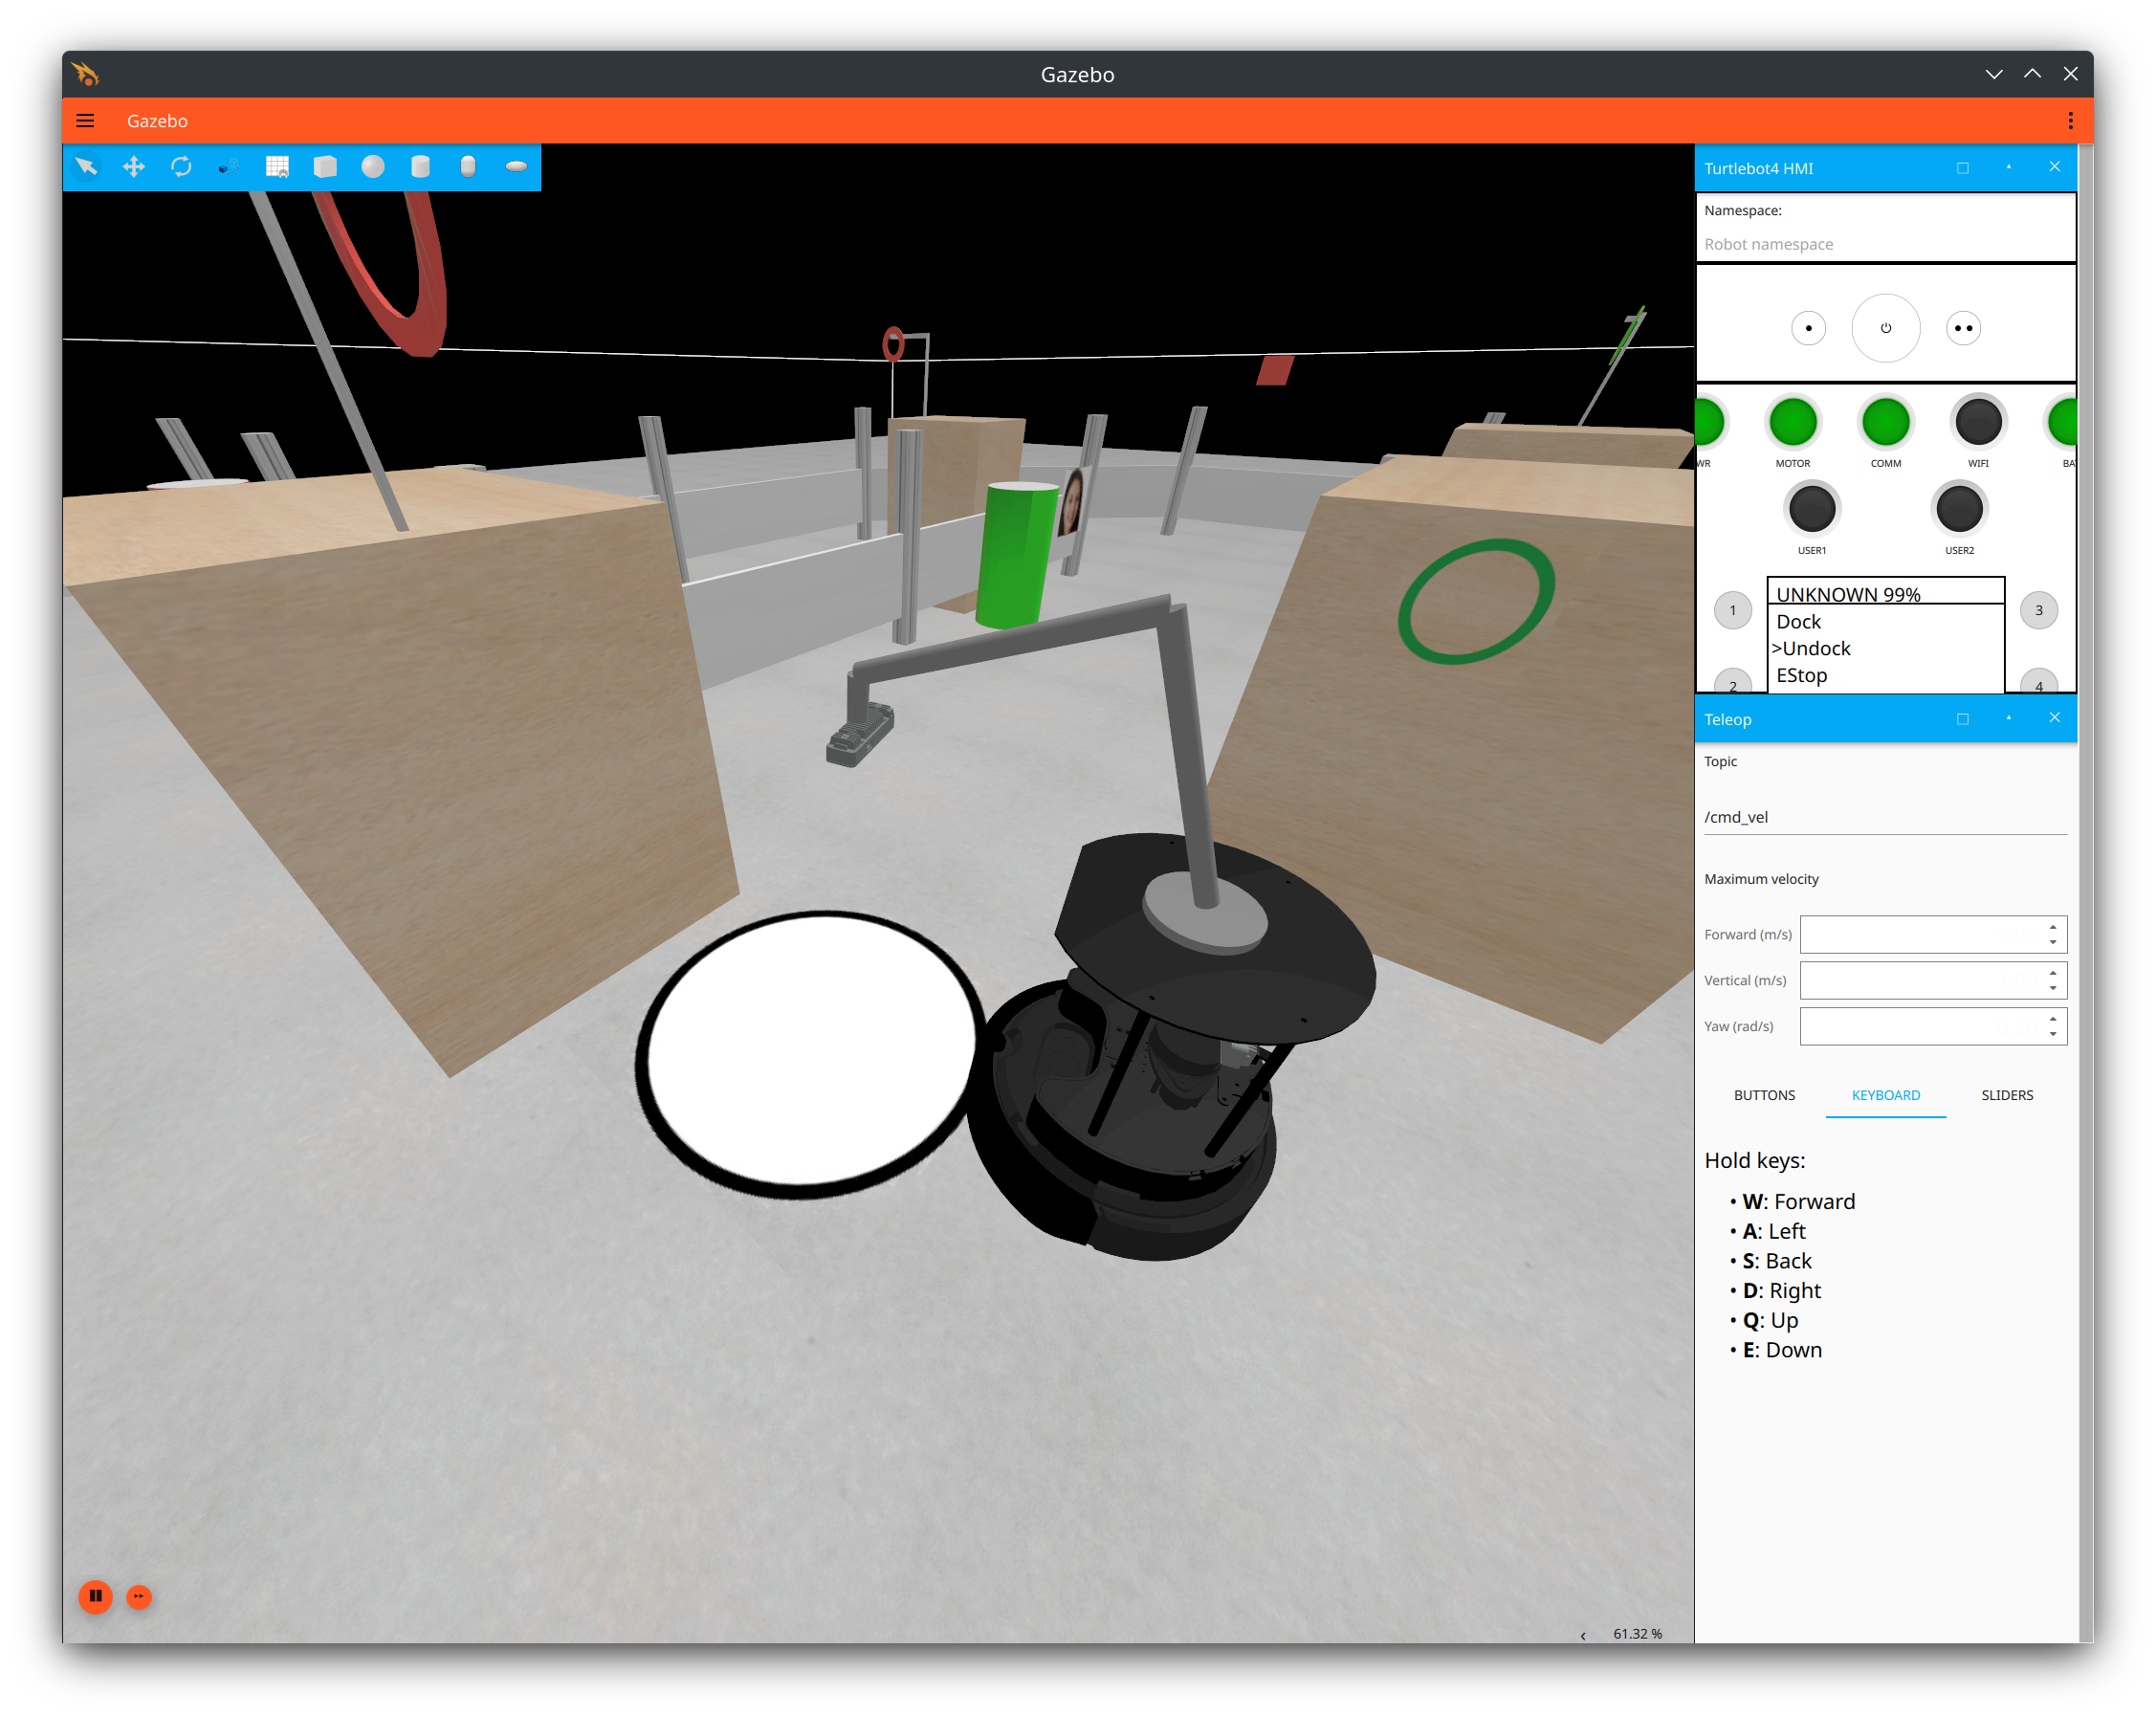 Gazebo
Gazebo
Turtlebot4 HMI
Namespace:
Robot namespace
WR MOTOR COMM WIFI BA
USER1 USER2
UNKNOWN 99%
1 3
Dock
>Undock
EStop
2 4
Teleop
Topic
/cmd_vel
Maximum velocity
Forward (m/s)
Vertical (m/s)
Yaw (rad/s)
BUTTONS KEYBOARD SLIDERS
Hold keys:
• W: Forward
• A: Left
• S: Back
• D: Right
• Q: Up
• E: Down
‹ 61.32 %